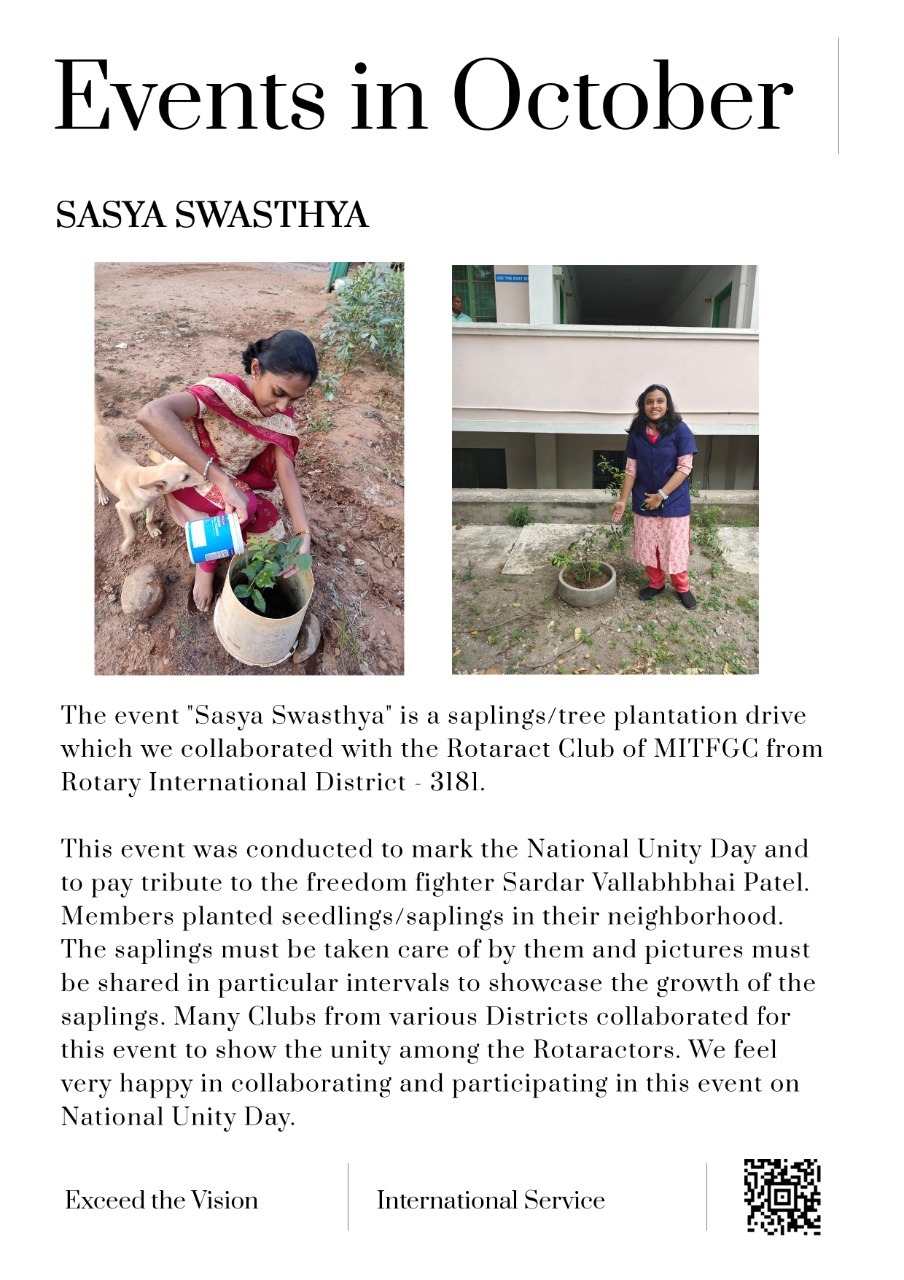 Events in October
SASYA SWASTHYA
USE THE DUST BIN
The event "Sasya Swasthya" is a saplings/tree plantation drive
which we collaborated with the Rotaract Club of MITFGC from
Rotary International District - 3181.
This event was conducted to mark the National Unity Day and
to pay tribute to the freedom fighter Sardar Vallabhbhai Patel.
Members planted seedlings/saplings in their neighborhood.
The saplings must be taken care of by them and pictures must
be shared in particular intervals to showcase the growth of the
saplings. Many Clubs from various Districts collaborated for
this event to show the unity among the Rotaractors. We feel
very happy in collaborating and participating in this event on
National Unity Day.
Exceed the Vision
International Service